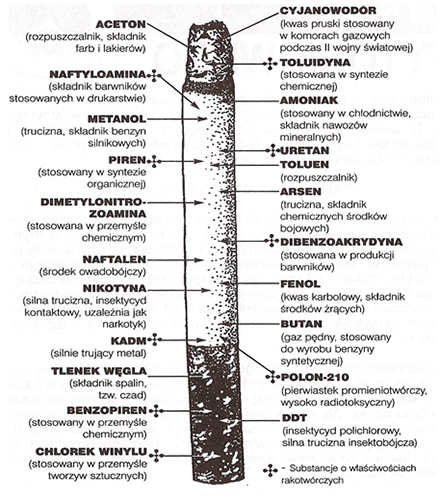 ACETON
(rozpuszczalnik, składnik
farb i lakierów)
NAFTYLOAMINA
(składnik barwników
stosowanych w drukarstwie)
METANOL
(trucizna, składnik benzyn
silnikowych)
PIREN
(stosowany w syntezie
organicznej)
DIMETYLONITRO-
ZOAMINA
(stosowana w przemyśle
chemicznym)
NAFTALEN
(środek owadobójczy)
NIKOTYNA
(silna trucizna, insektycyd
kontaktowy, uzależnia jak
narkotyk)
KADM
(silnie trujący metal)
TLENEK WĘGLA
(składnik spalin,
tzw. czad)
BENZOPIREN
(stosowany w przemyśle
chemicznym)
CHLOREK WINYLU
(stosowany w przemyśle
tworzyw sztucznych)
CYJANOWODÓR
(kwas pruski stosowany
w komorach gazowych
podczas II wojny światowej)
TOLUIDYNA
(stosowana w syntezie
chemicznej)
AMONIAK
(stosowany w chłodnictwie,
składnik nawozów
mineralnych)
URETAN
TOLUEN
(rozpuszczalnik)
ARSEN
(trucizna, składnik
chemicznych środków
bojowych)
DIBENZOAKRYDYNA
(stosowana w produkcji
barwników)
FENOL
(kwas karbolowy, składnik
środków żrących)
BUTAN
(gaz pędny, stosowany
do wyrobu benzyny
syntetycznej)
POLON-210
(pierwiastek promieniotwórczy,
wysoko radiotoksyczny)
DDT
(insektycyd polichlorowy,
silna trucizna insektobójcza)
- Substancje o właściwościach
rakotwórczych